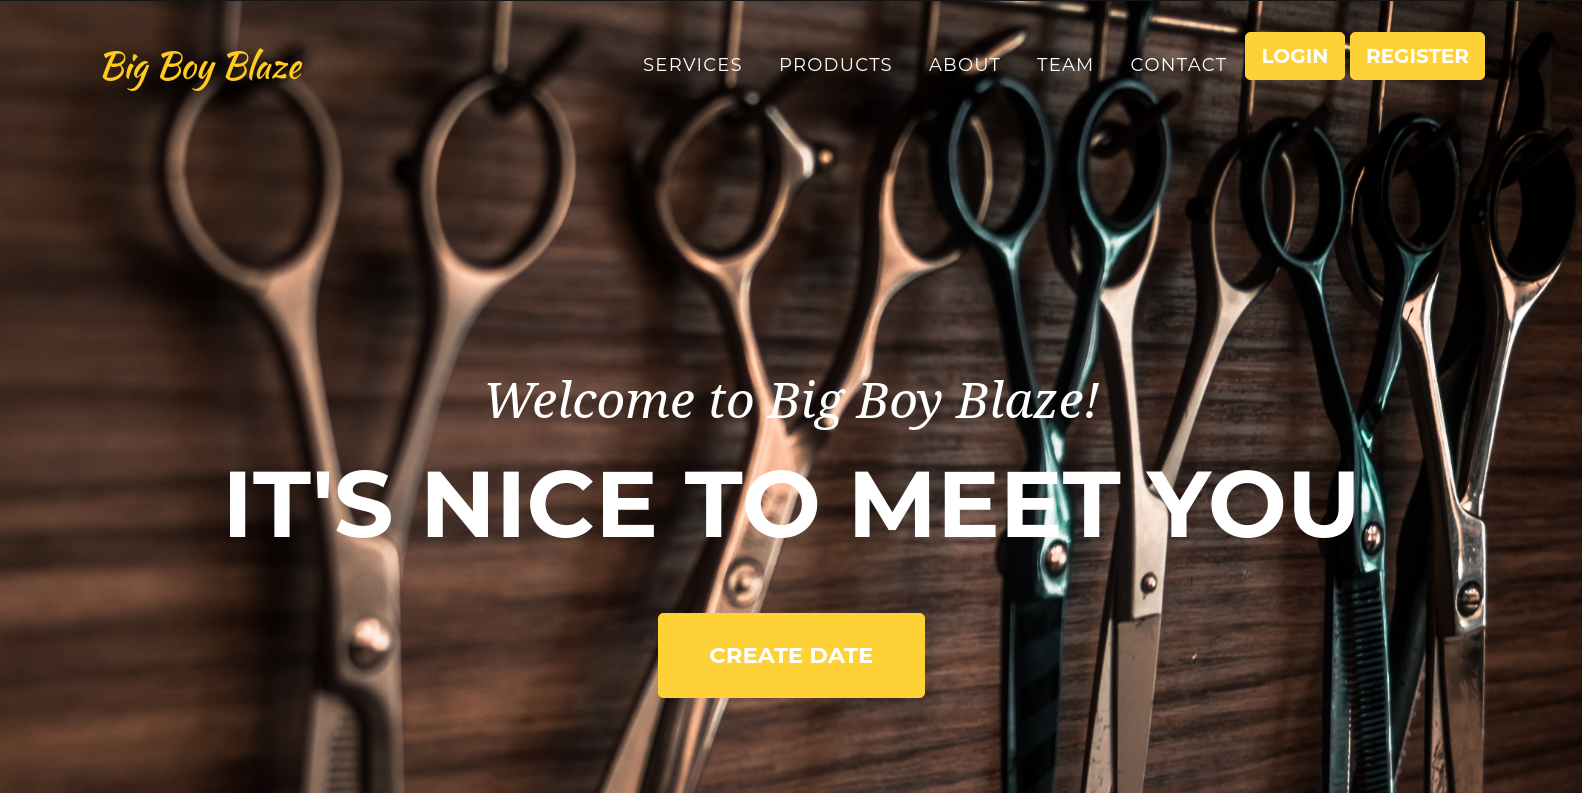 Big Boy Blaze
SERVICES PRODUCTS ABOUT TEAM CONTACT LOGIN REGISTER
Welcome to Big Boy Blaze!
IT'S NICE TO MEET YOU
CREATE DATE